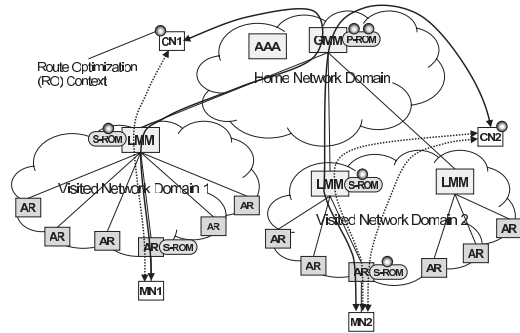 CN1
AAA
GMM
P-ROM
Route Optimization
(RO) Context
Home Network Domain
S-ROM
LMM
CN2
Visited Network Domain 1
LMM
S-ROM
LMM
AR
AR
AR
AR
AR
AR
S-ROM
Visited Network Domain 2
AR
AR
AR
S-ROM
AR
AR
MN1
MN2